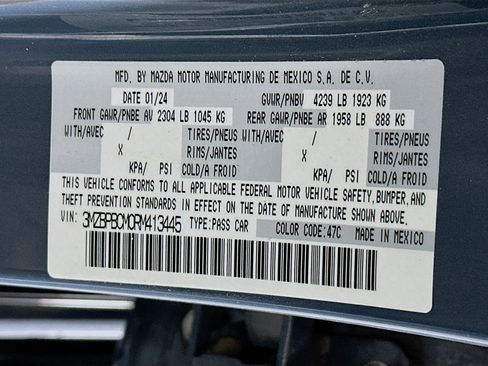 MFD. BY MAZDA MOTOR MANUFACTURING DE MEXICO S.A. DE C.V.
DATE 01/24 GVWR/PNBV 4239 LB 1923 KG
FRONT GAWR/PNBE AV 2304 LB 1045 KG REAR GAWR/PNBE AR 1958 LB 888 KG
WITH/AVEC / TIRES/PNEUS WITH/AVEC / TIRES/PNEUS
X RIMS/JANTES X RIMS/JANTES
KPA/ PSI COLD/A FROID KPA/ PSI COLD/A FROID
THIS VEHICLE CONFORMS TO ALL APPLICABLE FEDERAL MOTOR VEHICLE SAFETY, BUMPER, AND
THEFT PREVENTION STANDARDS IN EFFECT ON THE DATE OF MANUFACTURE SHOWN ABOVE.
VIN: 3MZBPBCM0RM413445 TYPE:PASS CAR COLOR CODE:47C MADE IN MEXICO